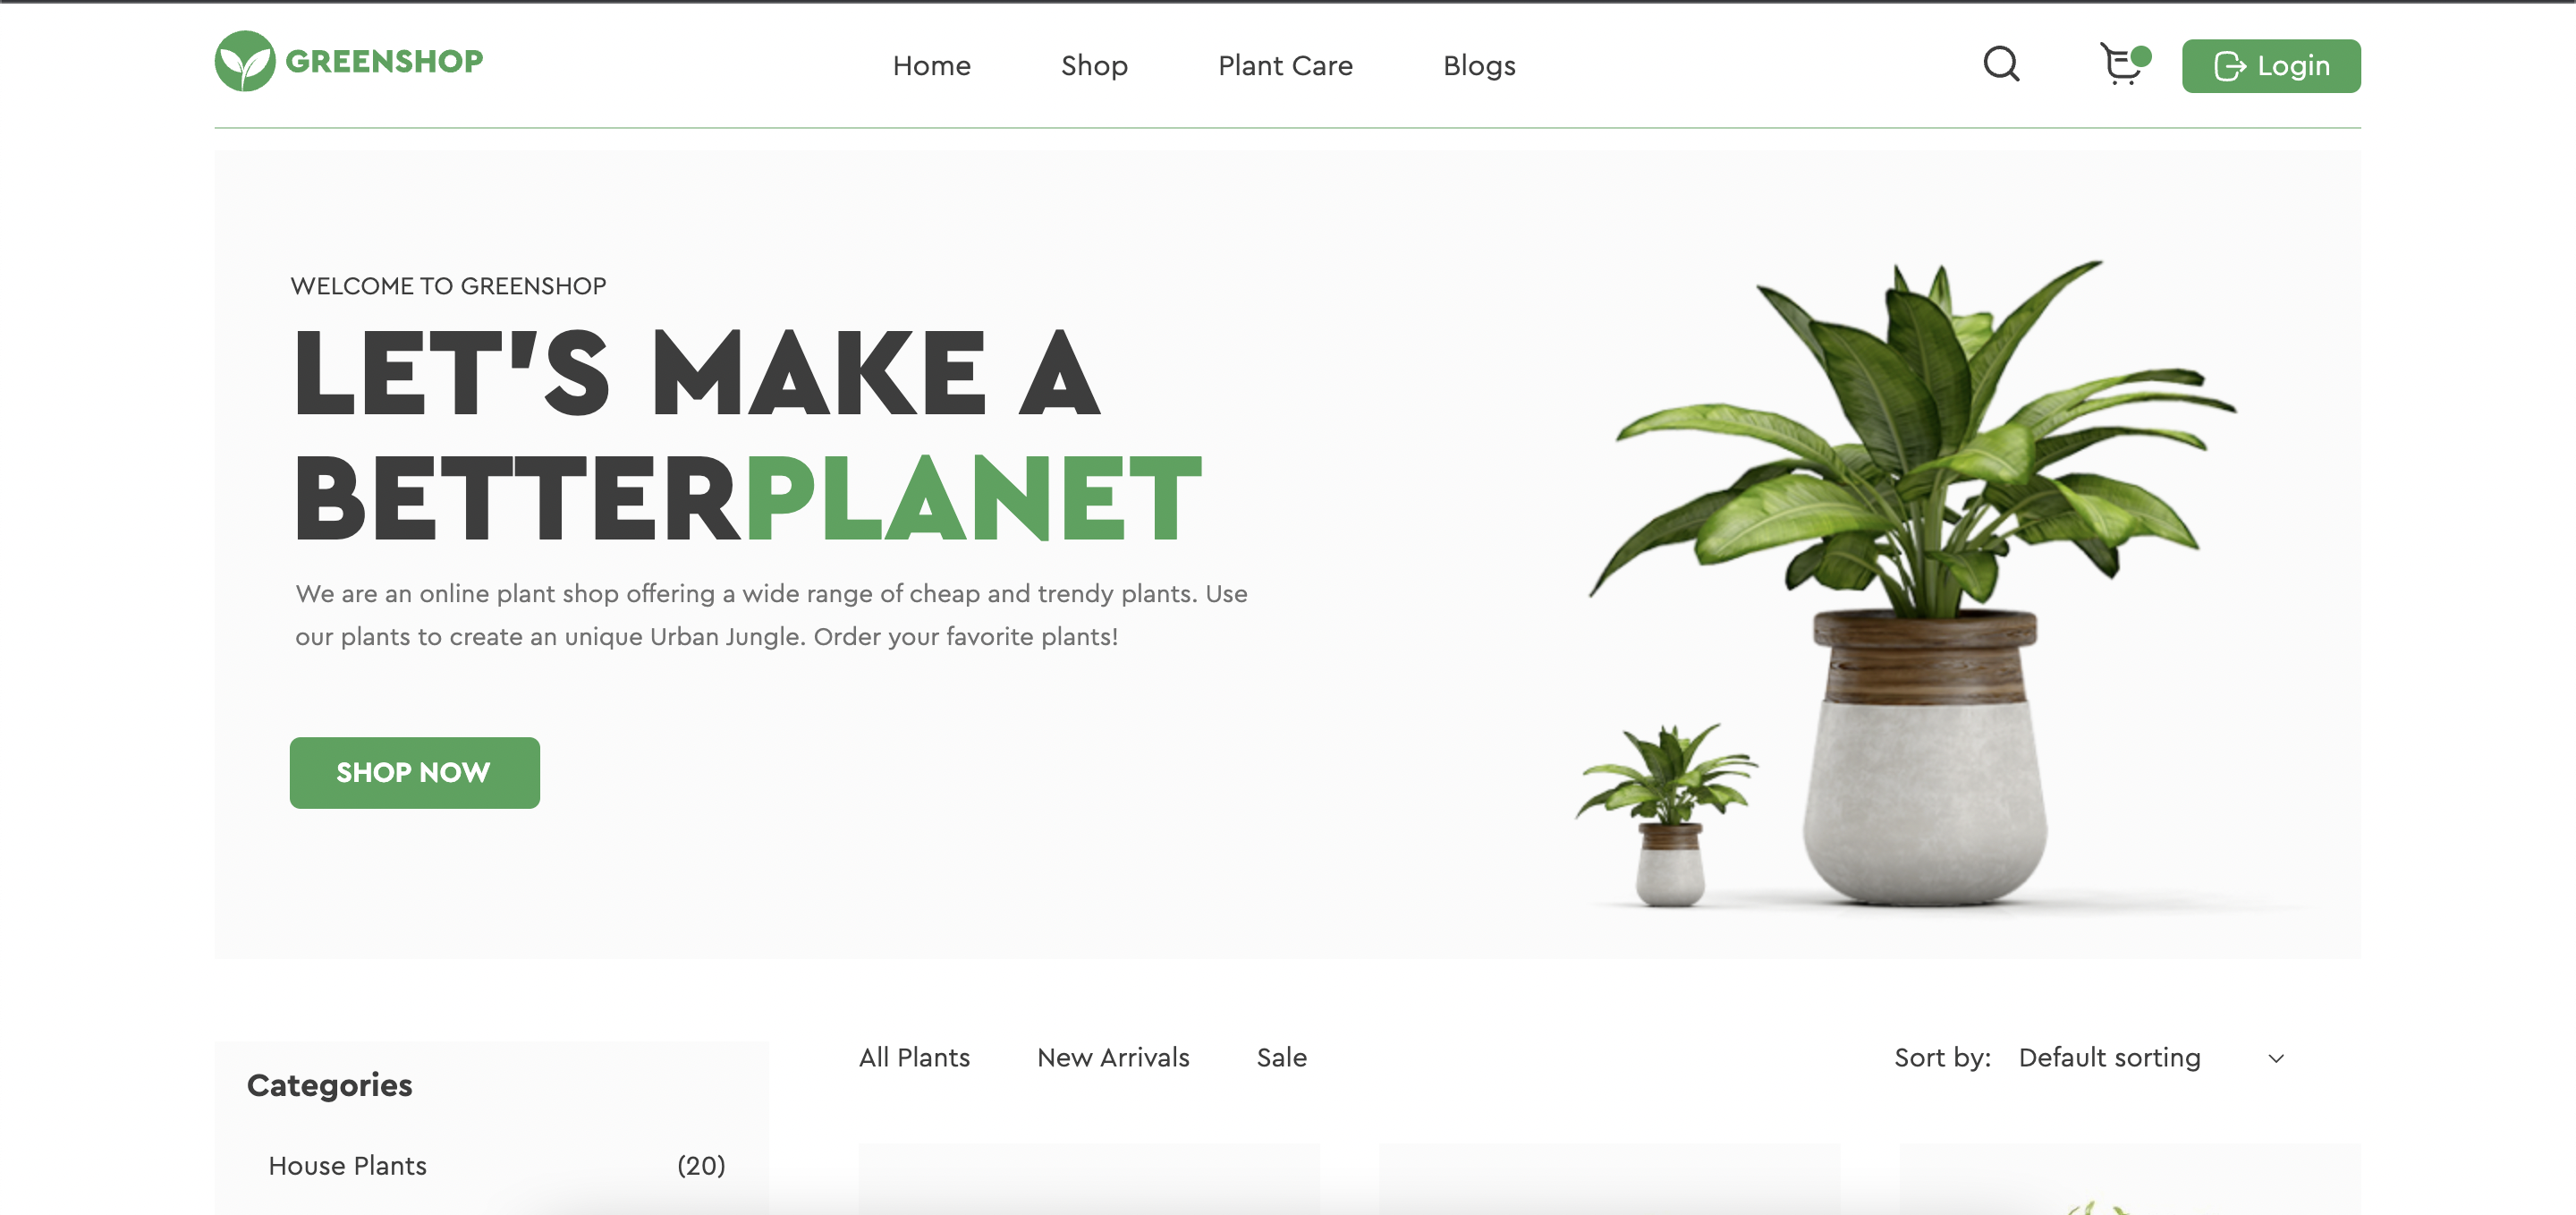 GREENSHOP
Home Shop Plant Care Blogs
Login
WELCOME TO GREENSHOP
LET'S MAKE A
BETTERPLANET
We are an online plant shop offering a wide range of cheap and trendy plants. Use
our plants to create an unique Urban Jungle. Order your favorite plants!
SHOP NOW
Categories
House Plants (20)
All Plants New Arrivals Sale
Sort by: Default sorting